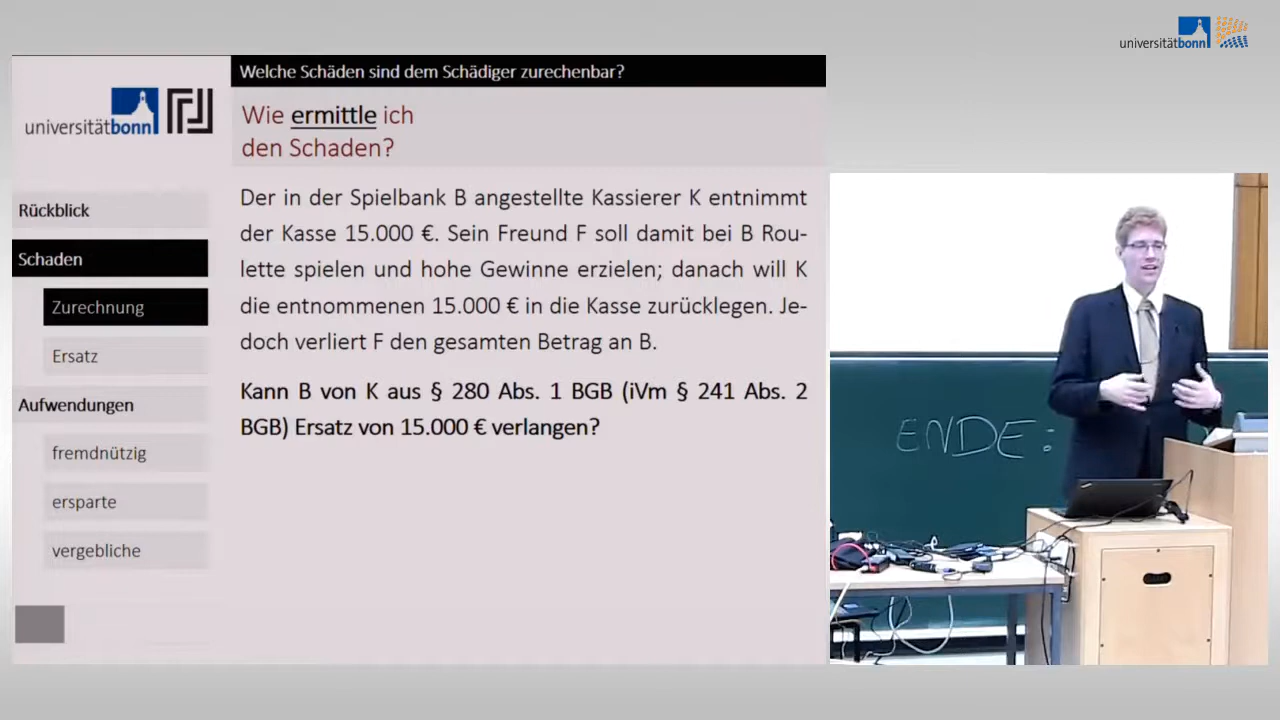 universitätbonn
Welche Schäden sind dem Schädiger zurechenbar?
universitätbonn
Wie ermittle ich
den Schaden?
Rückblick
Schaden
Zurechnung
Ersatz
Aufwendungen
fremdnützig
ersparte
vergebliche
Der in der Spielbank B angestellte Kassierer K entnimmt
der Kasse 15.000 €. Sein Freund F soll damit bei B Rou-
lette spielen und hohe Gewinne erzielen; danach will K
die entnommenen 15.000 € in die Kasse zurücklegen. Je-
doch verliert F den gesamten Betrag an B.
Kann B von K aus § 280 Abs. 1 BGB (iVm § 241 Abs. 2
BGB) Ersatz von 15.000 € verlangen?
ENDE: